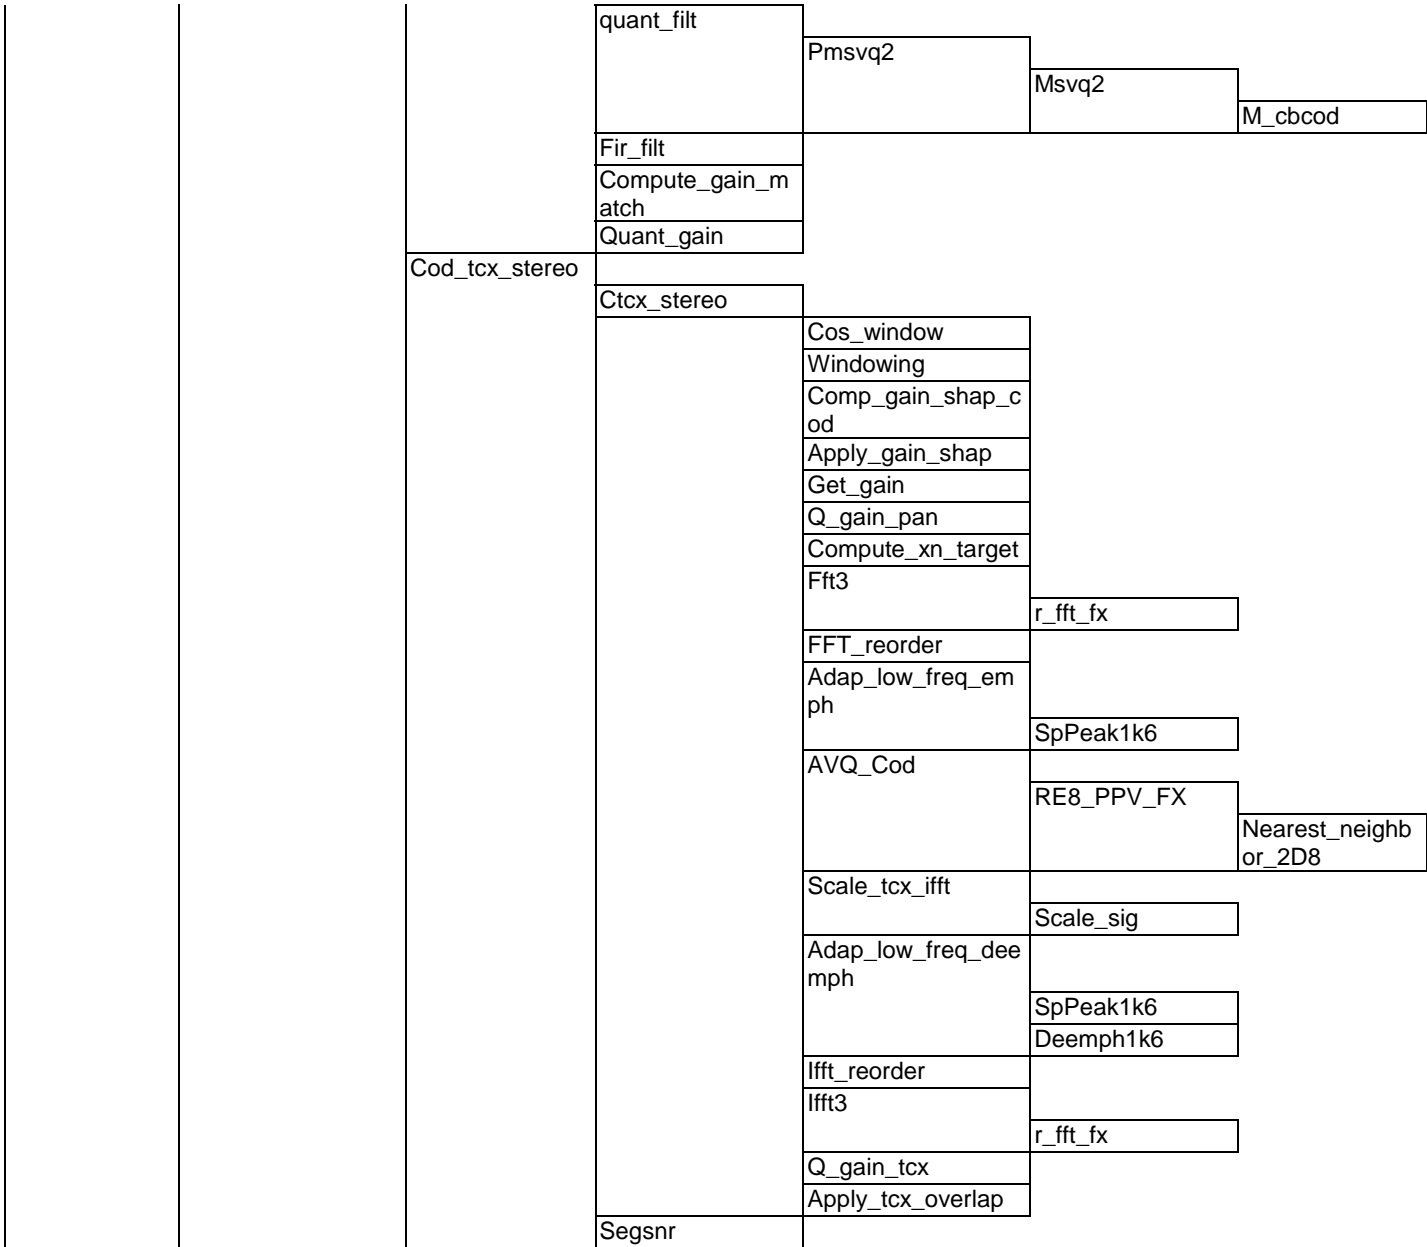 quant_filt
Pmsvq2
Msvq2
M_cbcod
Fir_filt
Compute_gain_m
atch
Quant_gain
Cod_tcx_stereo
Ctcx_stereo
Cos_window
Windowing
Comp_gain_shap_c
od
Apply_gain_shap
Get_gain
Q_gain_pan
Compute_xn_target
Fft3
r_fft_fx
FFT_reorder
Adap_low_freq_em
ph
SpPeak1k6
AVQ_Cod
RE8_PPV_FX
Nearest_neighb
or_2D8
Scale_tcx_ifft
Scale_sig
Adap_low_freq_dee
mph
SpPeak1k6
Deemph1k6
Ifft_reorder
Ifft3
r_fft_fx
Q_gain_tcx
Apply_tcx_overlap
Segsnr